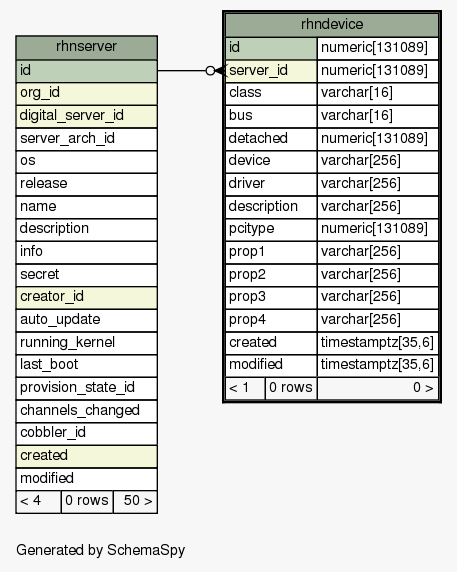 rhnserver
id
org_id
digital_server_id
server_arch_id
os
release
name
description
info
secret
creator_id
auto_update
running_kernel
last_boot
provision_state_id
channels_changed
cobbler_id
created
modified
< 4 0 rows 50 >
rhndevice
id numeric[131089]
server_id numeric[131089]
class varchar[16]
bus varchar[16]
detached numeric[131089]
device varchar[256]
driver varchar[256]
description varchar[256]
pcitype numeric[131089]
prop1 varchar[256]
prop2 varchar[256]
prop3 varchar[256]
prop4 varchar[256]
created timestamptz[35,6]
modified timestamptz[35,6]
< 1 0 rows 0 >
Generated by SchemaSpy